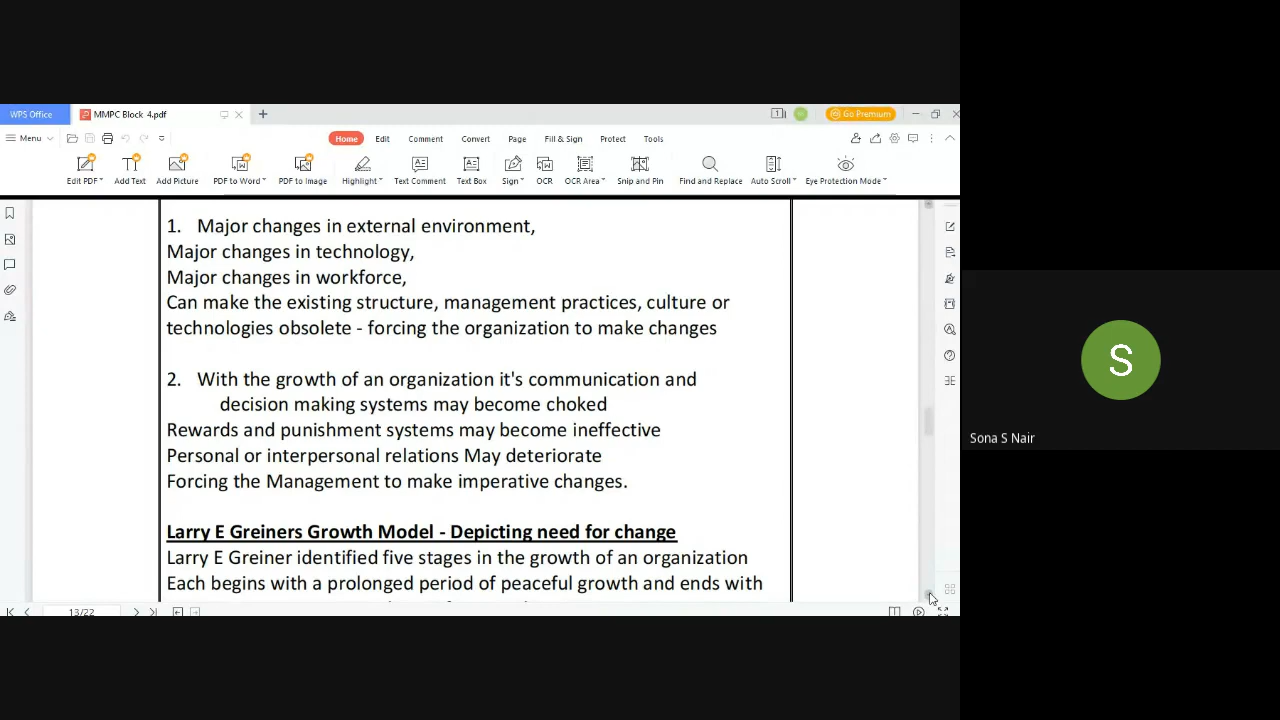 WPS Office
MMPC Block 4.pdf
Go Premium
Menu
Home Edit Comment Convert Page Fill & Sign Protect Tools
Edit PDF Add Text Add Picture PDF to Word PDF to Image Highlight Text Comment Text Box Sign OCR OCR Area Snip and Pin Find and Replace Auto Scroll Eye Protection Mode
1. Major changes in external environment,
Major changes in technology,
Major changes in workforce,
Can make the existing structure, management practices, culture or
technologies obsolete - forcing the organization to make changes
2. With the growth of an organization it's communication and
decision making systems may become choked
Rewards and punishment systems may become ineffective
Personal or interpersonal relations May deteriorate
Forcing the Management to make imperative changes.
Larry E Greiners Growth Model - Depicting need for change
Larry E Greiner identified five stages in the growth of an organization
Each begins with a prolonged period of peaceful growth and ends with
13/22
S
Sona S Nair